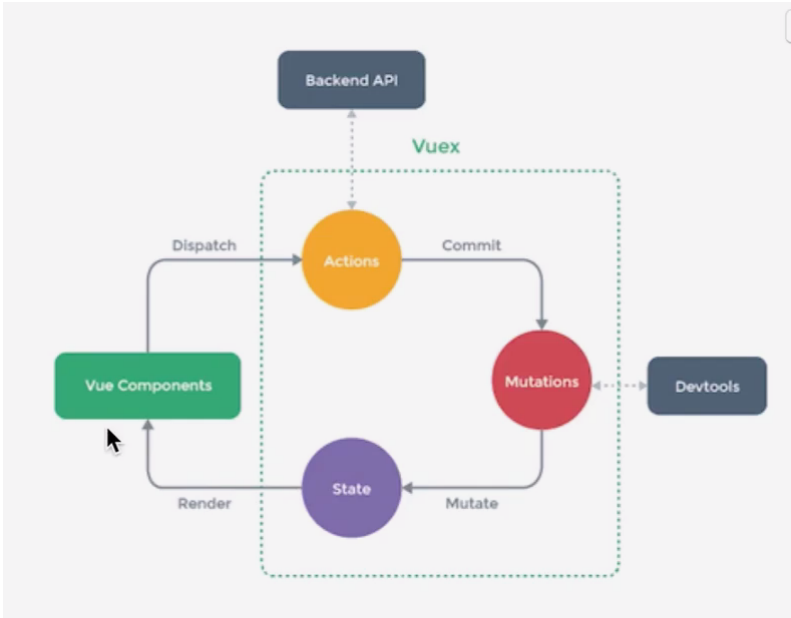 Backend API
Vuex
Dispatch
Commit
Actions
Vue Components
Mutations
Devtools
State
Render
Mutate